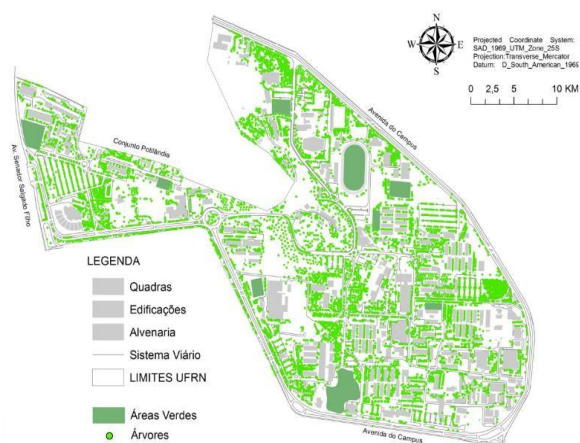 N
W E
S
Projected Coordinate System:
SAD_1969_UTM_Zone_25S
Projection:Transverse_Mercator
Datum: D_South_American_1969
0 2,5 5 10 KM
Avenida do Campus
Conjunto Potilândia
Av. Senador Salgado Filho
LEGENDA
Quadras
Edificações
Alvenaria
Sistema Viário
LIMITES UFRN
Áreas Verdes
Árvores
Avenida do Campus